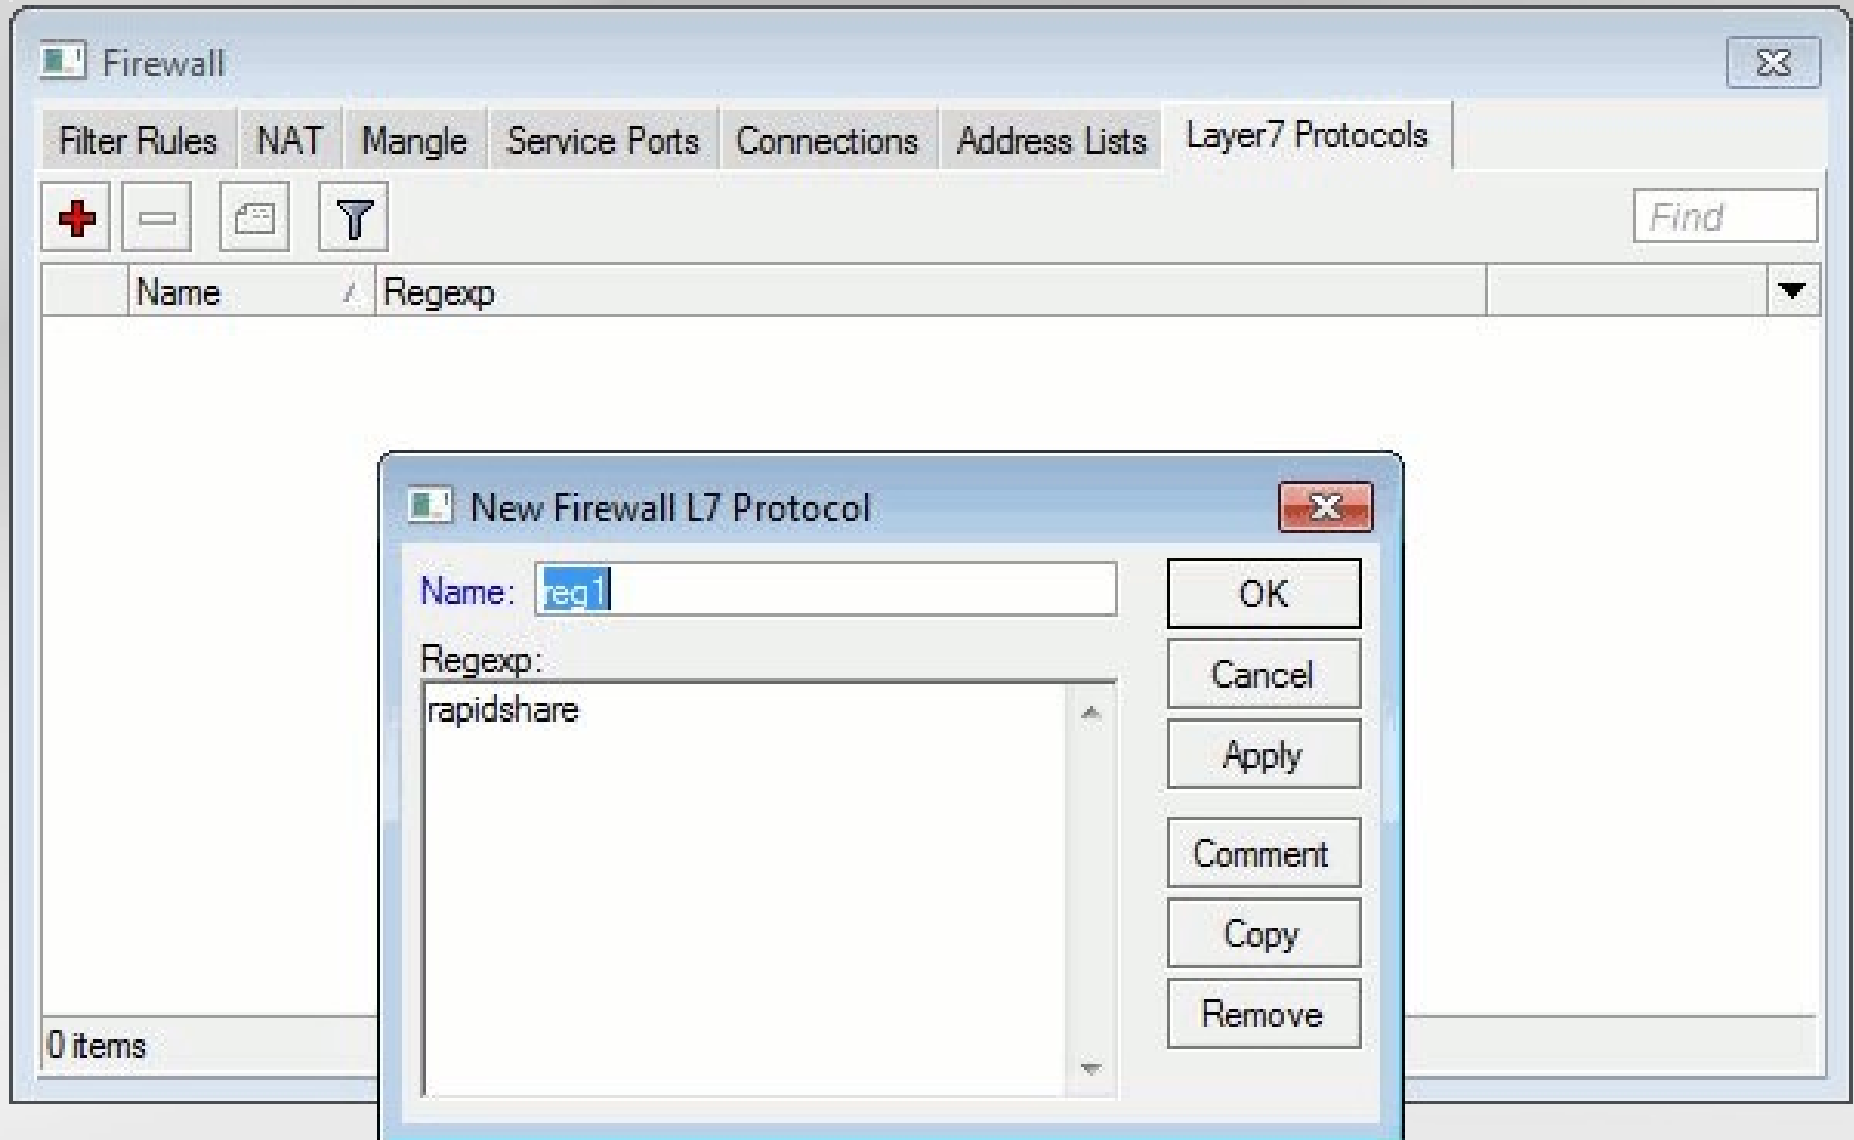 Firewall
Filter Rules NAT Mangle Service Ports Connections Address Lists Layer7 Protocols
Find
Name Regexp
New Firewall L7 Protocol
Name: reg1 OK
Regexp: Cancel
rapidshare
Apply
Comment
Copy
Remove
0 items